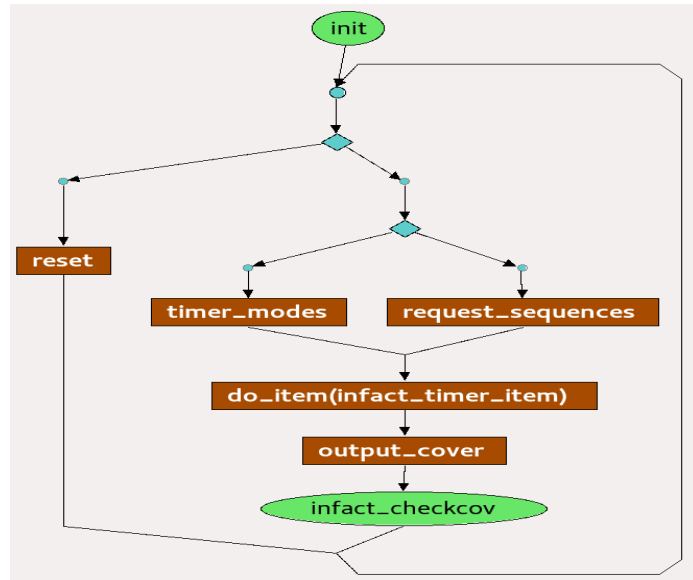 init
reset
timer_modes
request_sequences
do_item(infact_timer_item)
output_cover
infact_checkcov